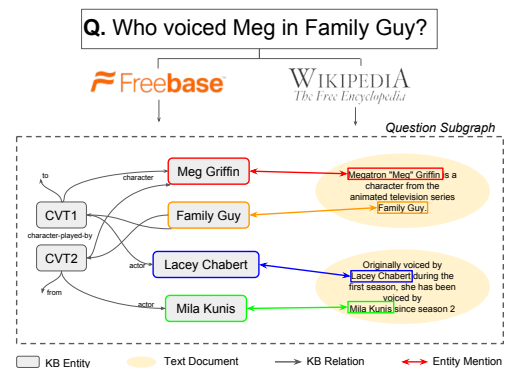 Q. Who voiced Meg in Family Guy?
Freebase
WIKIPEDIA
The Free Encyclopedia
Question Subgraph
to
character
Meg Griffin
Megatron "Meg" Griffin is a
character from the
animated television series
Family Guy.
CVT1
Family Guy
character-played-by
CVT2
actor
Lacey Chabert
Originally voiced by
Lacey Chabert during the
first season, she has been
voiced by
Mila Kunis since season 2
from
actor
Mila Kunis
KB Entity
Text Document
KB Relation
Entity Mention